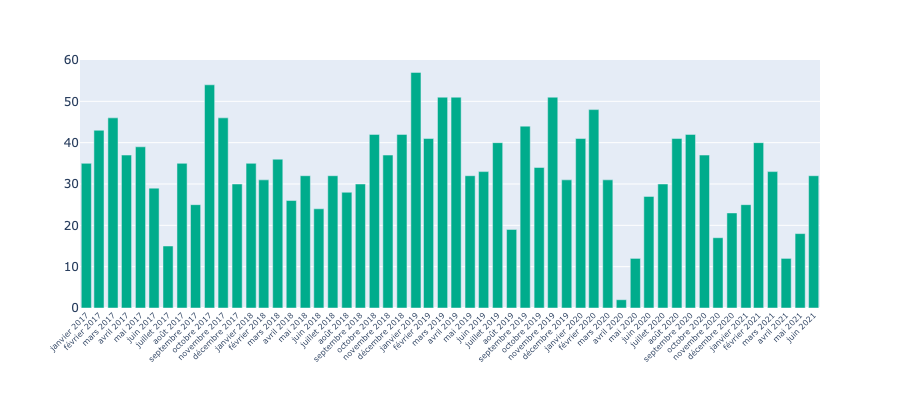 60
50
40
30
20
10
0
janvier 2017
février 2017
mars 2017
avril 2017
mai 2017
juin 2017
juillet 2017
août 2017
septembre 2017
octobre 2017
novembre 2017
décembre 2017
janvier 2018
février 2018
mars 2018
avril 2018
mai 2018
juin 2018
juillet 2018
août 2018
septembre 2018
octobre 2018
novembre 2018
décembre 2018
janvier 2019
février 2019
mars 2019
avril 2019
mai 2019
juin 2019
juillet 2019
août 2019
septembre 2019
octobre 2019
novembre 2019
décembre 2019
janvier 2020
février 2020
mars 2020
avril 2020
mai 2020
juin 2020
juillet 2020
août 2020
septembre 2020
octobre 2020
novembre 2020
décembre 2020
janvier 2021
février 2021
mars 2021
avril 2021
mai 2021
juin 2021